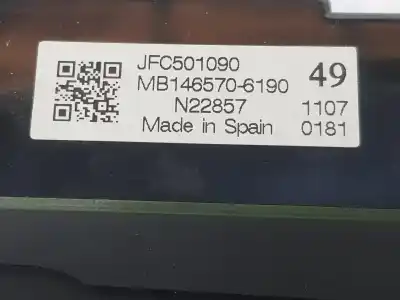 JFC501090 49
MB146570-6190
N22857 1107
Made in Spain 0181